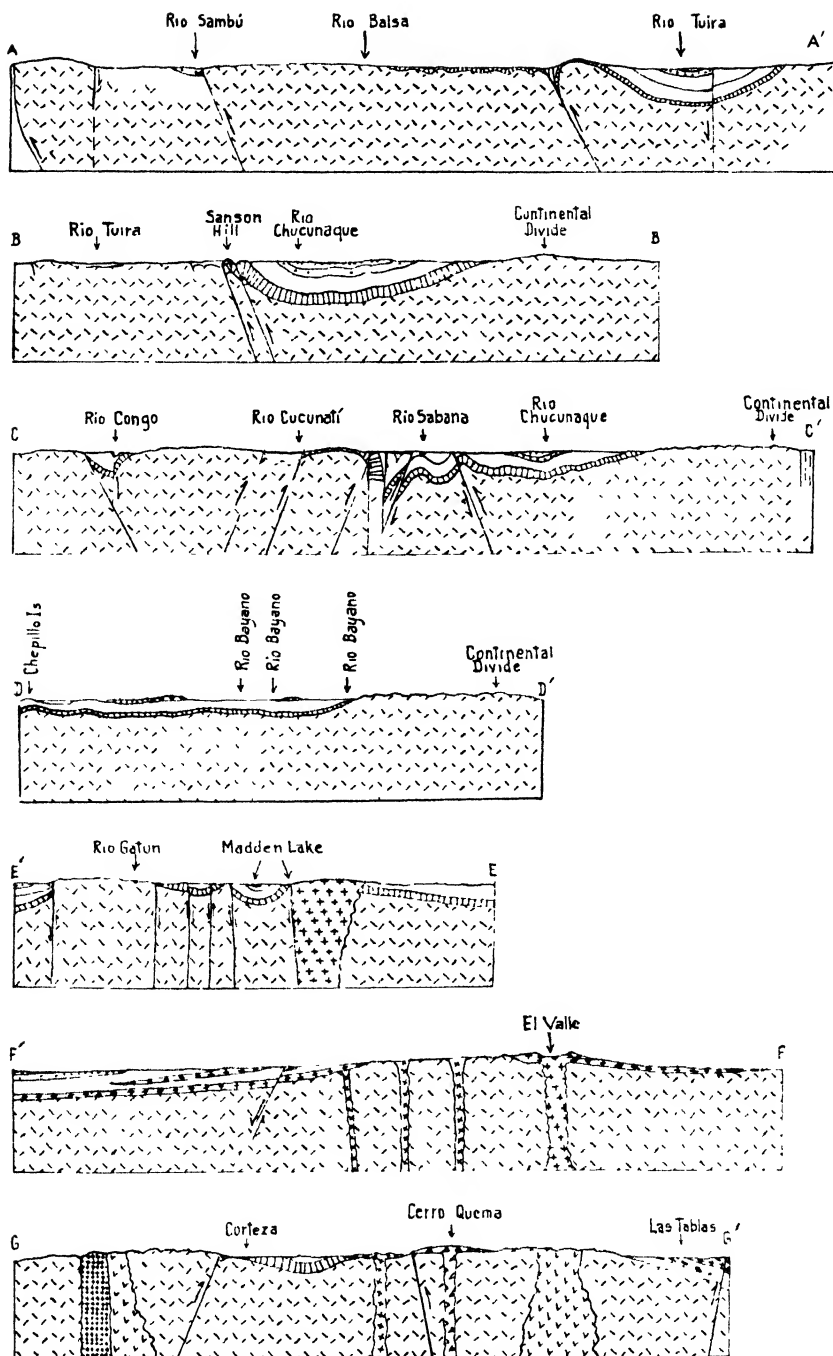 Rio Sambú Rio Balsa Rio Tuira
A A'
Rio Tuira Sanson Hill Rio Chucunaque Continental Divide
B B
Rio Congo Rio Cucunatí Rio Sabana Rio Chucunaque Continental Divide
C C'
Chepillo Is Rio Bayano Rio Bayano Rio Bayano Continental Divide
D D'
Rio Gatun Madden Lake
E' E
El Valle
F' F
Corteza Cerro Quema Las Tablas
G G'